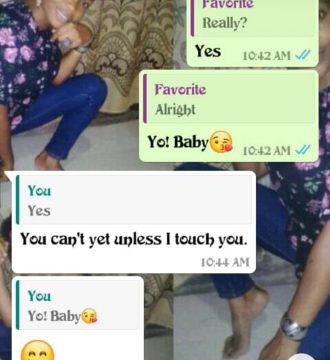 Favorite
Really?
Yes
10:42 AM
Favorite
Alright
Yo! Baby😘
10:42 AM
You
Yes
You can't yet unless I touch you.
10:44 AM
You
Yo! Baby😘
😁